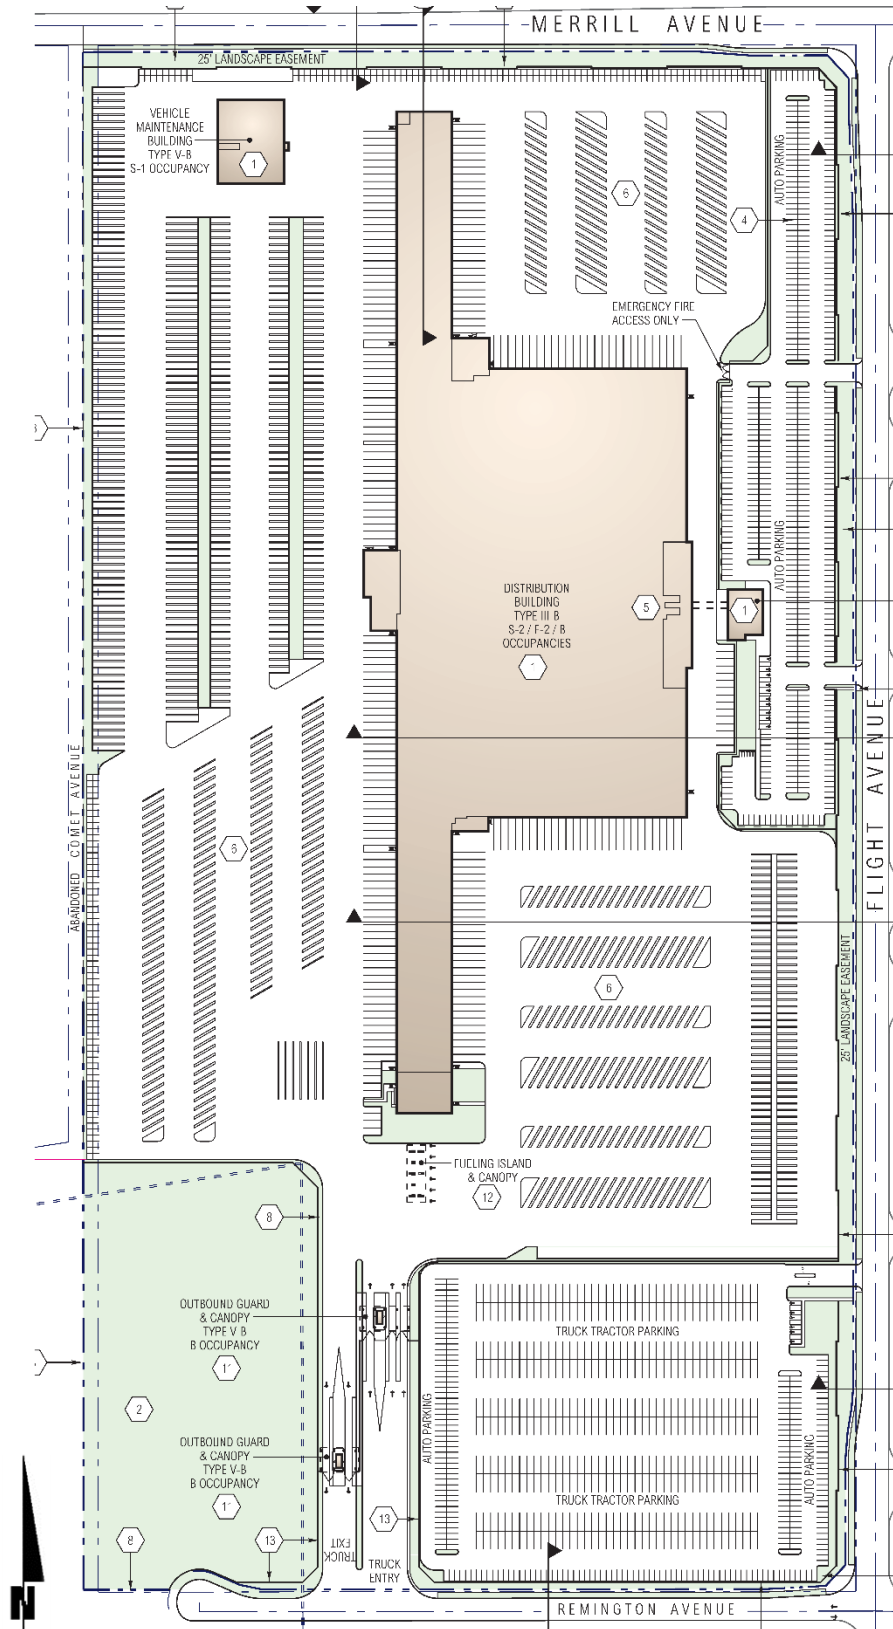 MERRILL AVENUE
25' LANDSCAPE EASEMENT
VEHICLE
MAINTENANCE
BUILDING
TYPE V-B
S-1 OCCUPANCY
1
6
4
AUTO PARKING
EMERGENCY FIRE
ACCESS ONLY
AUTO PARKING
DISTRIBUTION
BUILDING
TYPE III B
S-2 / F-2 / B
OCCUPANCIES
1
5
1
FLIGHT AVENUE
ABANDONED COMET AVENUE
6
6
25' LANDSCAPE EASEMENT
FUELING ISLAND
& CANOPY
12
8
OUTBOUND GUARD
& CANOPY
TYPE V B
B OCCUPANCY
11
2
OUTBOUND GUARD
& CANOPY
TYPE V-B
B OCCUPANCY
11
TRUCK TRACTOR PARKING
AUTO PARKING
AUTO PARKING
TRUCK TRACTOR PARKING
8
13
13
TRUCK
EXIT
TRUCK
ENTRY
N
REMINGTON AVENUE